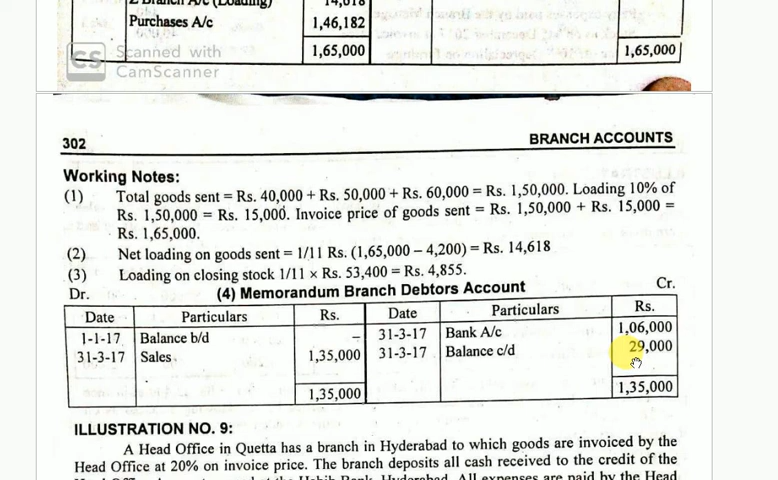 14,618
Purchases A/c 1,46,182
1,65,000 1,65,000
CS Scanned with
CamScanner
302 BRANCH ACCOUNTS
Working Notes:
(1) Total goods sent = Rs. 40,000 + Rs. 50,000 + Rs. 60,000 = Rs. 1,50,000. Loading 10% of
Rs. 1,50,000 = Rs. 15,000. Invoice price of goods sent = Rs. 1,50,000 + Rs. 15,000 =
Rs. 1,65,000.
(2) Net loading on goods sent = 1/11 Rs. (1,65,000 – 4,200) = Rs. 14,618
(3) Loading on closing stock 1/11 × Rs. 53,400 = Rs. 4,855.
Dr. (4) Memorandum Branch Debtors Account Cr.
Date Particulars Rs. Date Particulars Rs.
1-1-17 Balance b/d – 31-3-17 Bank A/c 1,06,000
31-3-17 Sales 1,35,000 31-3-17 Balance c/d 29,000
1,35,000 1,35,000
ILLUSTRATION NO. 9:
A Head Office in Quetta has a branch in Hyderabad to which goods are invoiced by the
Head Office at 20% on invoice price. The branch deposits all cash received to the credit of the